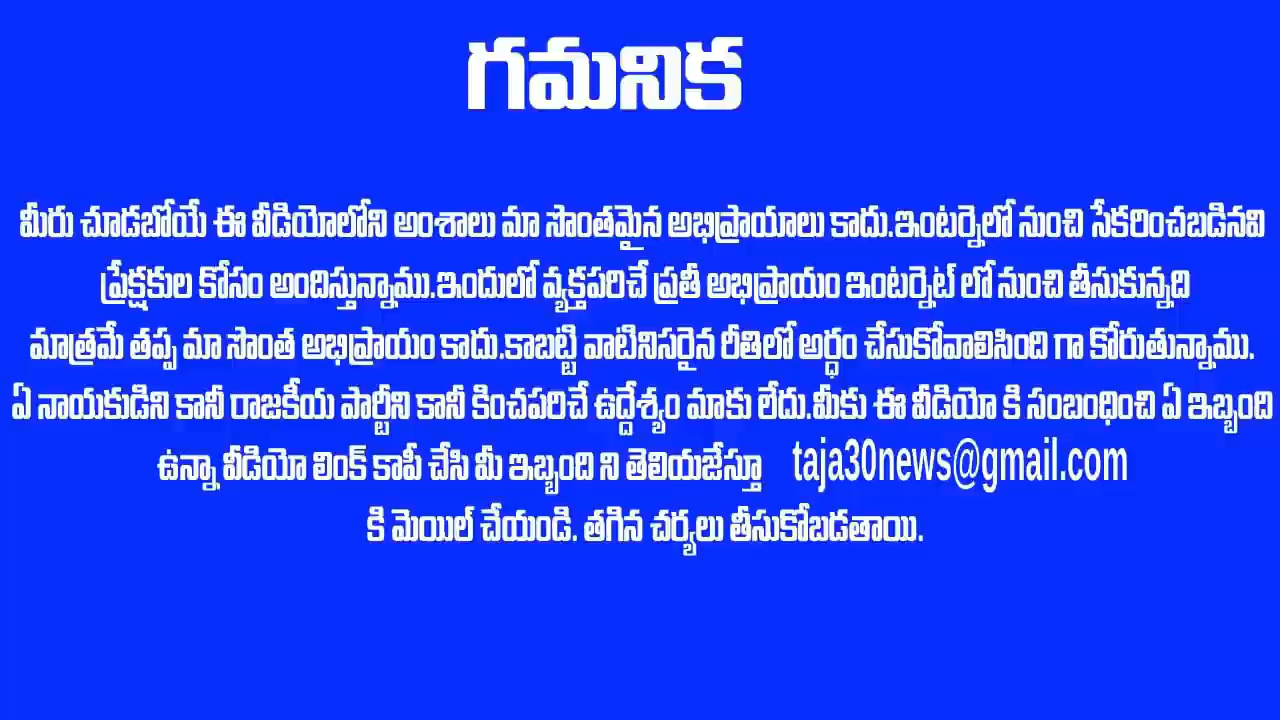 గమనిక
మీరు చూడబోయే ఈ వీడియోలోని అంశాలు మా సొంతమైన అభిప్రాయాలు కాదు.ఇంటర్నెలో నుంచి సేకరించబడినవి
ప్రేక్షకుల కోసం అందిస్తున్నాము.ఇందులో వ్యక్తపరిచే ప్రతీ అభిప్రాయం ఇంటర్నెట్ లో నుంచి తీసుకున్నది
మాత్రమే తప్ప మా సొంత అభిప్రాయం కాదు.కాబట్టి వాటినిసరైన రీతిలో అర్ధం చేసుకోవాలిసింది గా కోరుతున్నాము.
ఏ నాయకుడిని కానీ రాజకీయ పార్టీని కానీ కించపరిచే ఉద్దేశ్యం మాకు లేదు.మీకు ఈ వీడియో కి సంబంధించి ఏ ఇబ్బంది
ఉన్నా వీడియో లింక్ కాపీ చేసి మీ ఇబ్బంది ని తెలియజేస్తూ taja30news@gmail.com
కి మెయిల్ చేయండి. తగిన చర్యలు తీసుకోబడతాయి.